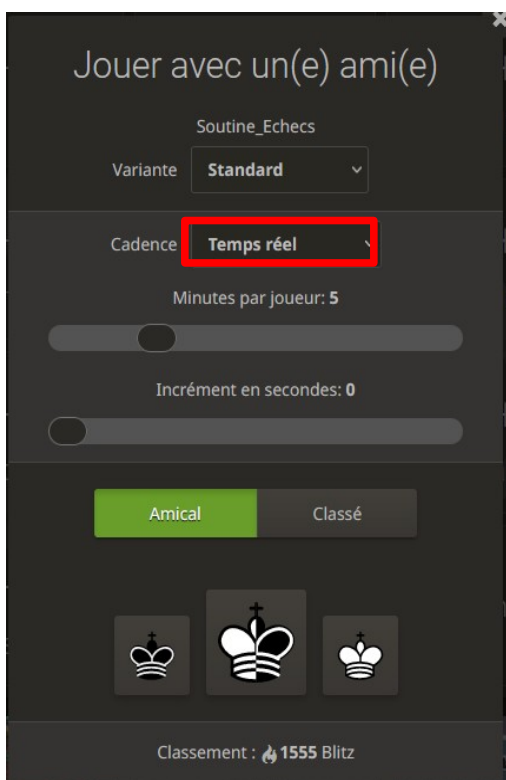 Jouer avec un(e) ami(e)
Soutine_Echecs
Variante Standard
Cadence Temps réel
Minutes par joueur: 5
Incrément en secondes: 0
Amical Classé
Classement : 1555 Blitz